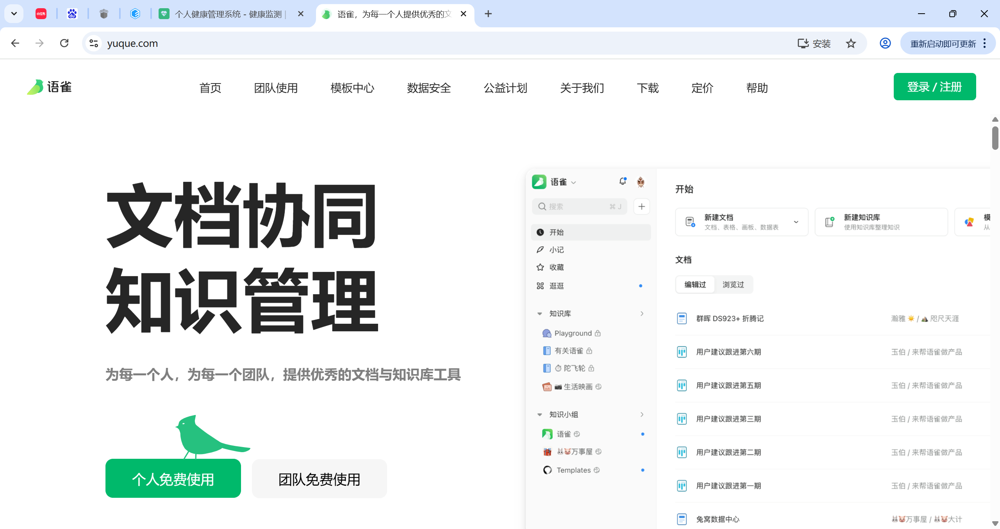 小红书
du
个人健康管理系统 - 健康监测 |
语雀，为每一个人提供优秀的文
yuque.com
安装
重新启动即可更新
语雀
首页
团队使用
模板中心
数据安全
公益计划
关于我们
下载
定价
帮助
登录 / 注册
文档协同
知识管理
为每一个人，为每一个团队，提供优秀的文档与知识库工具
个人免费使用
团队免费使用
语雀
搜索
⌘ J
开始
小记
收藏
逛逛
知识库
Playground
有关语雀
陀飞轮
生活映画
知识小组
语雀
万事屋
Templates
开始
新建文档
文档、表格、画板、数据表
新建知识库
使用知识库整理知识
模
从
文档
编辑过
浏览过
群晖 DS923+ 折腾记
瀚雅 / 咫尺天涯
用户建议跟进第六期
玉伯 / 来帮语雀做产品
用户建议跟进第五期
玉伯 / 来帮语雀做产品
用户建议跟进第三期
玉伯 / 来帮语雀做产品
用户建议跟进第二期
玉伯 / 来帮语雀做产品
用户建议跟进第一期
玉伯 / 来帮语雀做产品
兔窝数据中心
万事屋 / 大计